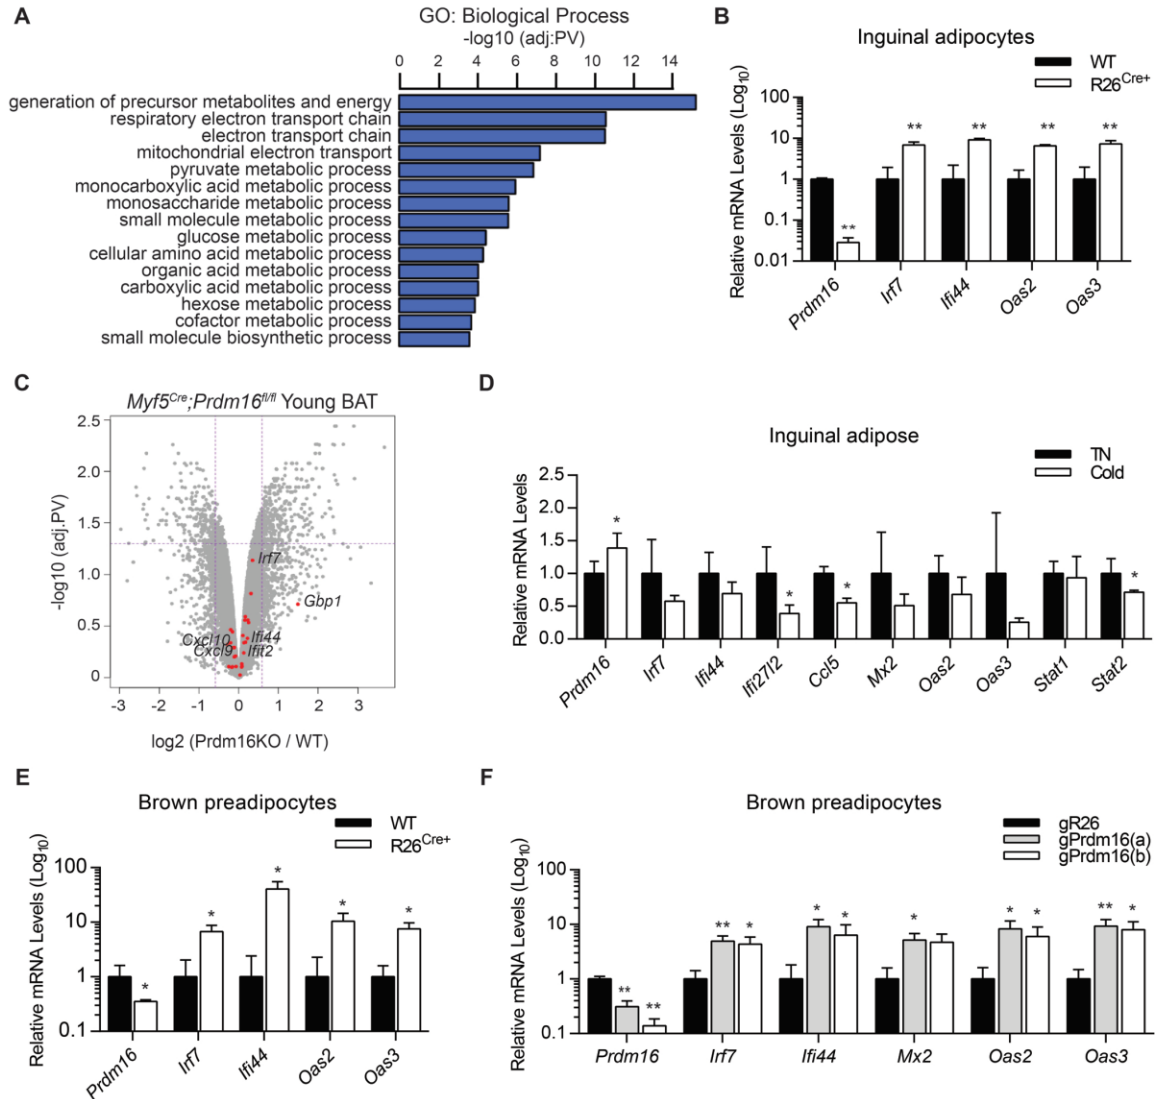 A
GO: Biological Process
-log10 (adj:PV)
0 2 4 6 8 10 12 14
generation of precursor metabolites and energy
respiratory electron transport chain
electron transport chain
mitochondrial electron transport
pyruvate metabolic process
monocarboxylic acid metabolic process
monosaccharide metabolic process
small molecule metabolic process
glucose metabolic process
cellular amino acid metabolic process
organic acid metabolic process
carboxylic acid metabolic process
hexose metabolic process
cofactor metabolic process
small molecule biosynthetic process
B
Inguinal adipocytes
WT
R26Cre+
Relative mRNA Levels (Log10)
100
10
1
0.1
0.01
** ** ** ** **
Prdm16 Irf7 Ifi44 Oas2 Oas3
C
Myf5Cre;Prdm16fl/fl Young BAT
-log10 (adj.PV)
2.5
2.0
1.5
1.0
0.5
0
Irf7
Gbp1
Cxcl10
Cxcl9
Ifi44
Ifit2
-3 -2 -1 0 1 2 3
log2 (Prdm16KO / WT)
D
Inguinal adipose
TN
Cold
Relative mRNA Levels
2.5
2.0
1.5
1.0
0.5
0.0
* * * *
Prdm16 Irf7 Ifi44 Ifi27l2 Ccl5 Mx2 Oas2 Oas3 Stat1 Stat2
E
Brown preadipocytes
WT
R26Cre+
Relative mRNA Levels (Log10)
100
10
1
0.1
* * * * *
Prdm16 Irf7 Ifi44 Oas2 Oas3
F
Brown preadipocytes
gR26
gPrdm16(a)
gPrdm16(b)
Relative mRNA Levels (Log10)
100
10
1
0.1
** ** ** * * * * * * ** *
Prdm16 Irf7 Ifi44 Mx2 Oas2 Oas3